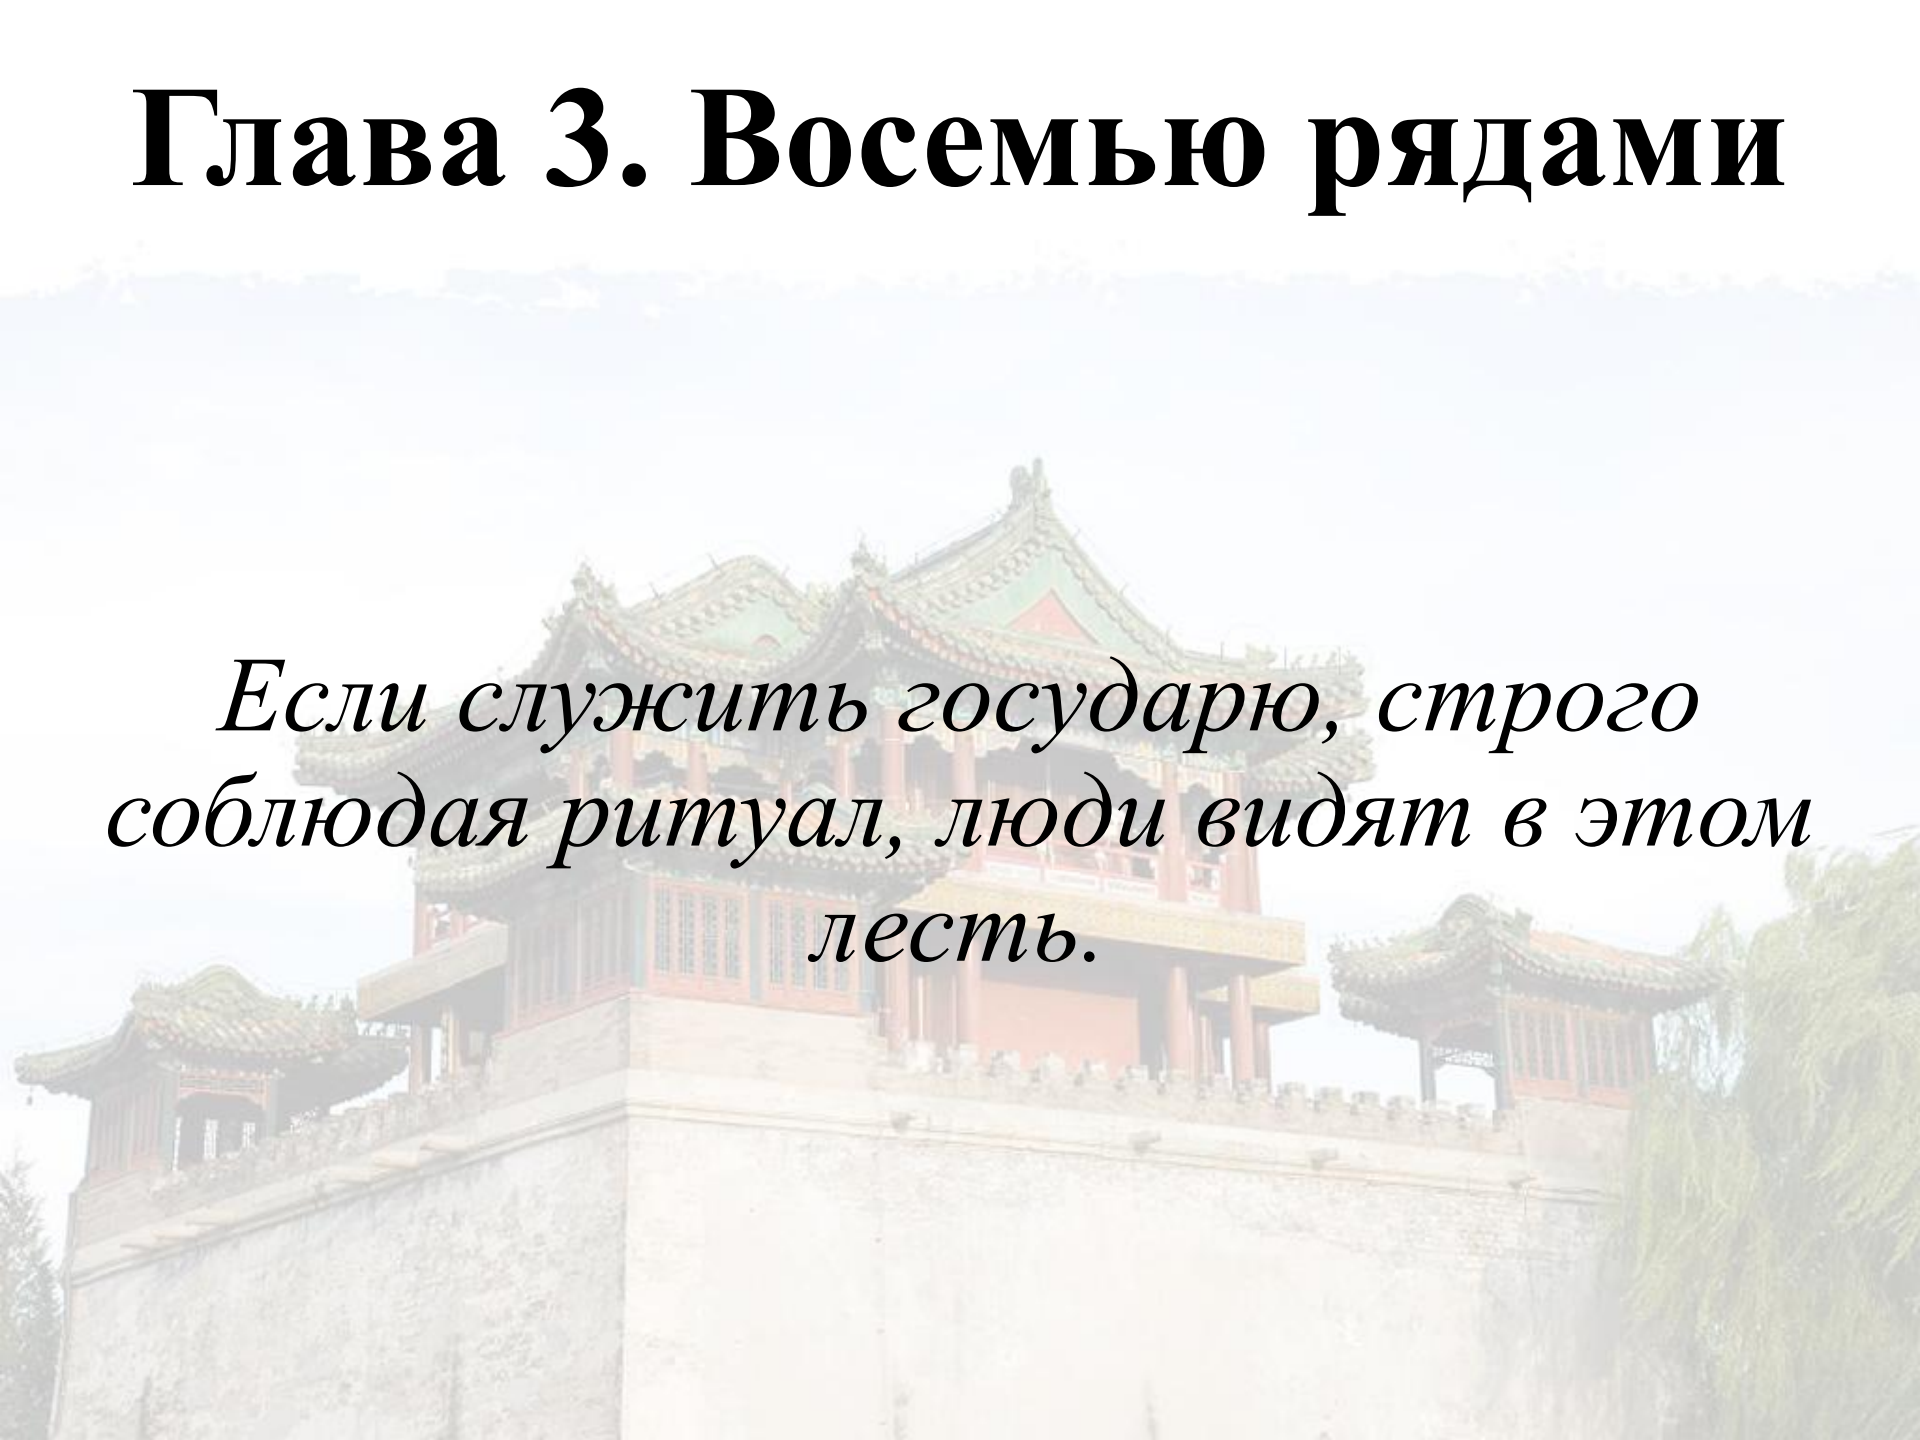 Глава 3. Восемью рядами
Если служить государю, строго
соблюдая ритуал, люди видят в этом
лесть.